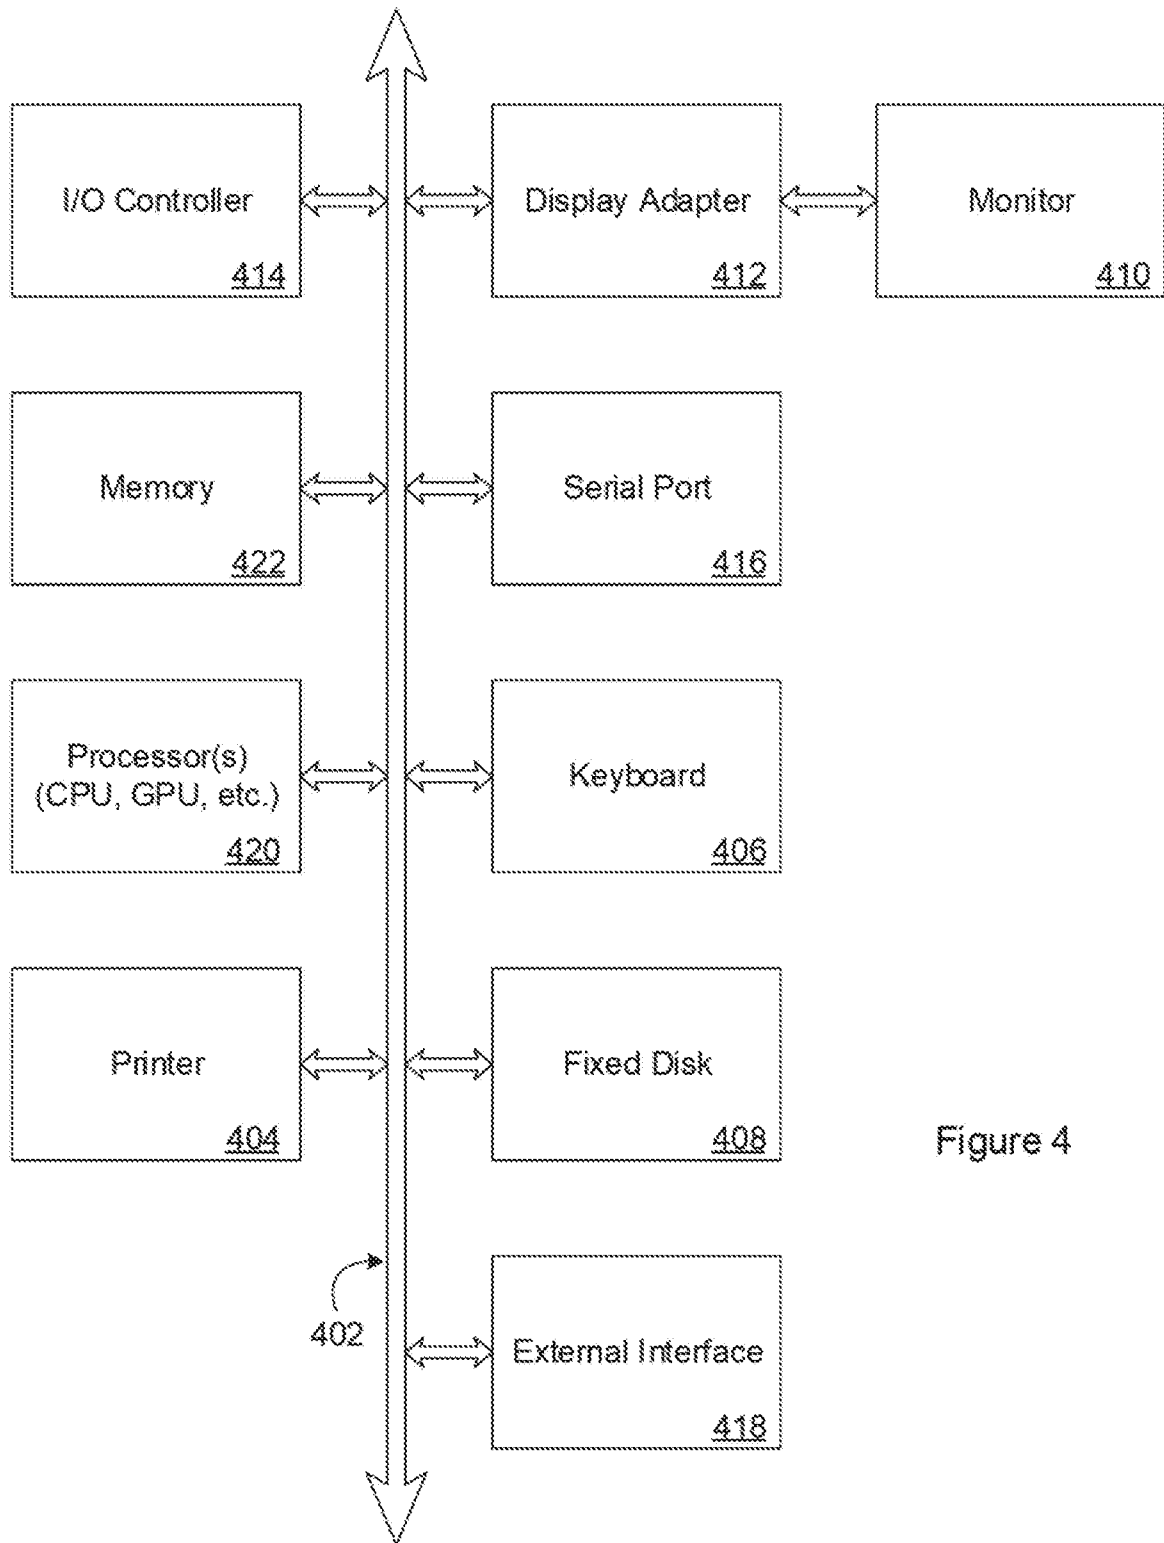 I/O Controller
414
Display Adapter
412
Monitor
410
Memory
422
Serial Port
416
Processor(s)
(CPU, GPU, etc.)
420
Keyboard
406
Printer
404
Fixed Disk
408
Figure 4
402
External Interface
418